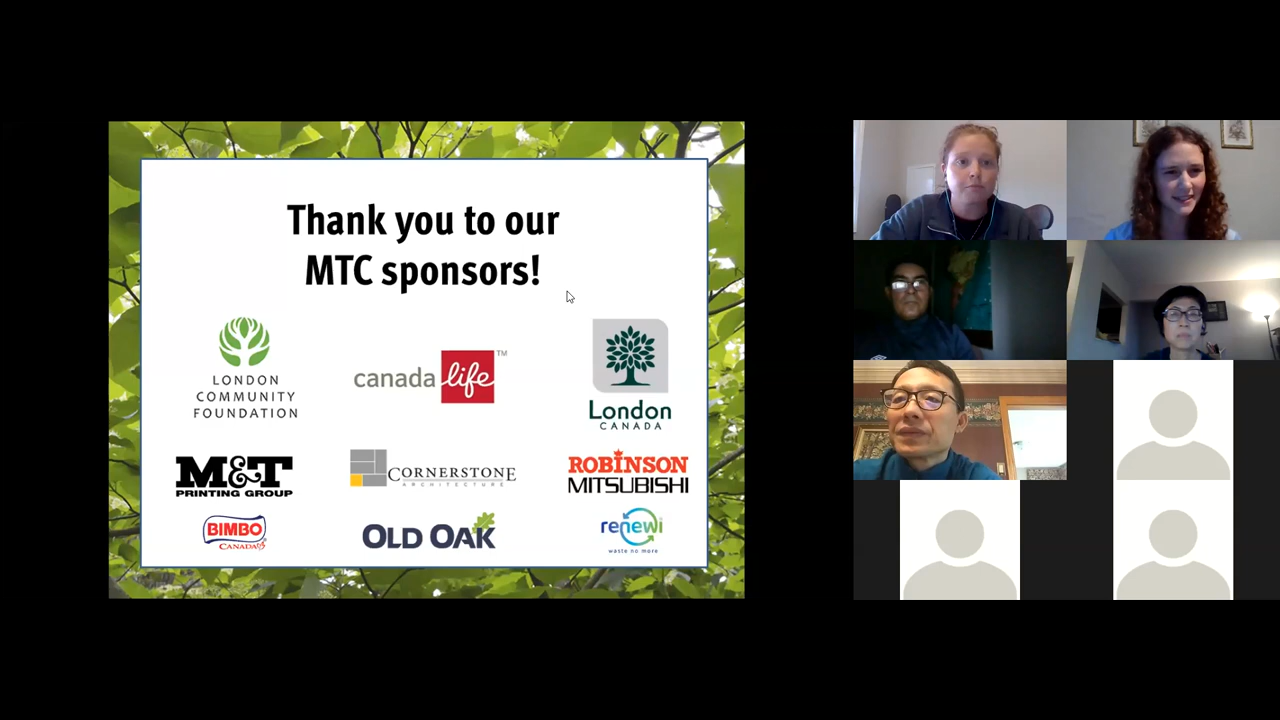 Thank you to our
MTC sponsors!
LONDON
COMMUNITY
FOUNDATION
canada life™
London
CANADA
M&T
PRINTING GROUP
CORNERSTONE
ARCHITECTURE
ROBINSON
MITSUBISHI
BIMBO
CANADA
OLD OAK
renewi
waste no more